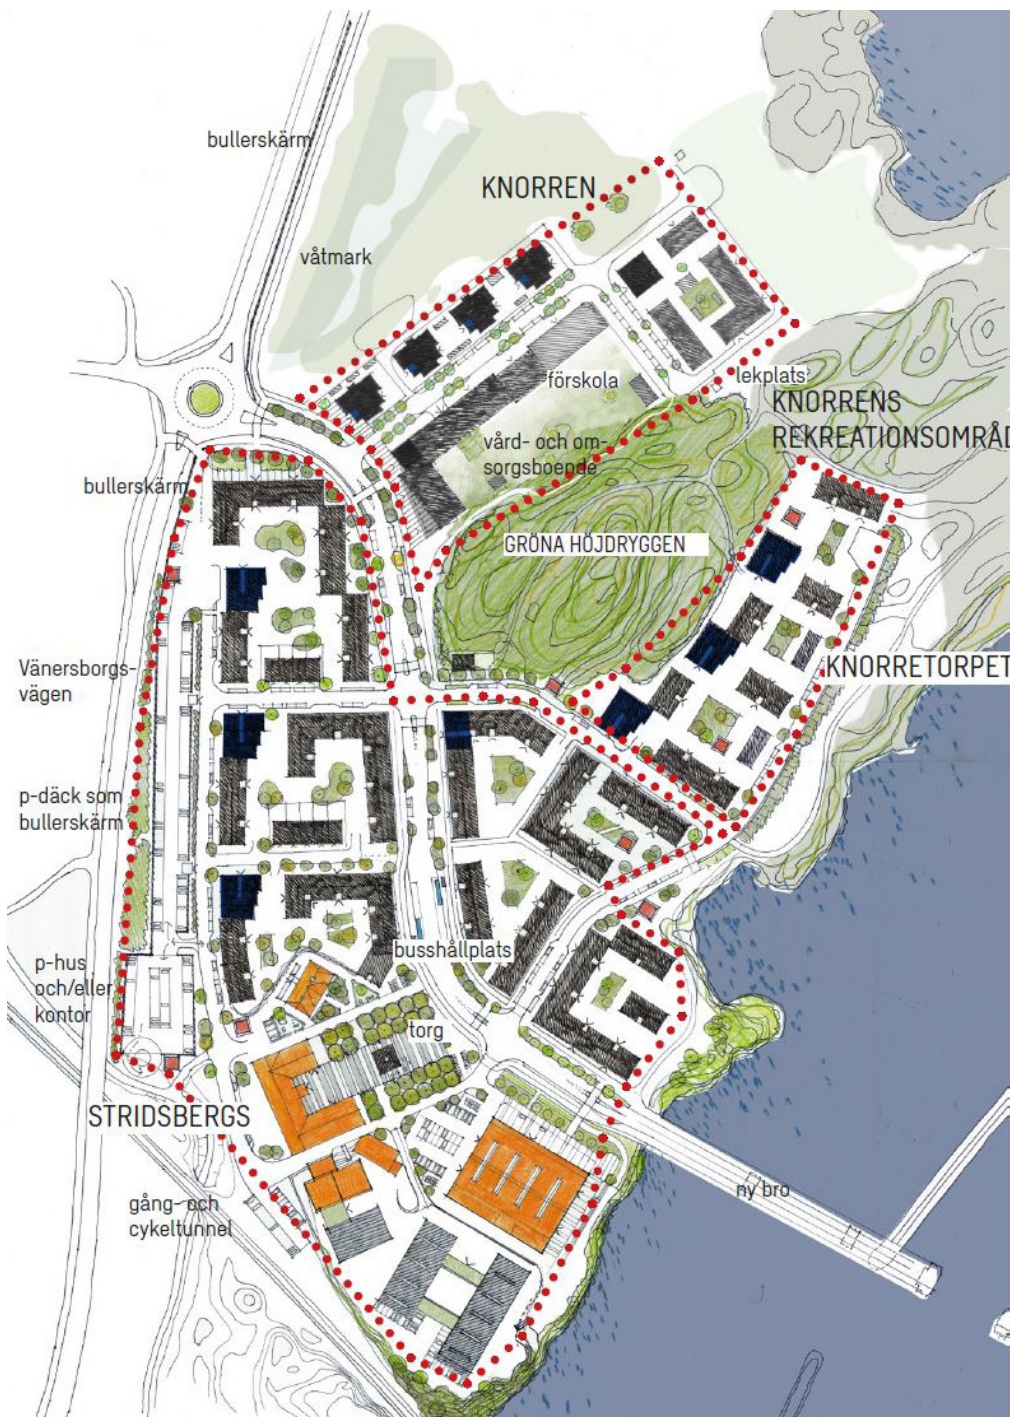 bullerskärm
KNORREN
våtmark
förskola
lekplats
KNORRENS
REKREATIONSOMRÅD
vård- och om-
sorgsboende
bullerskärm
GRÖNA HÖJDRYGGEN
Vänersborgs-
vägen
KNORRETORPET
p-däck som
bullerskärm
busshållplats
p-hus
och/eller
kontor
torg
STRIDSBERGS
ny bro
gång- och
cykeltunnel